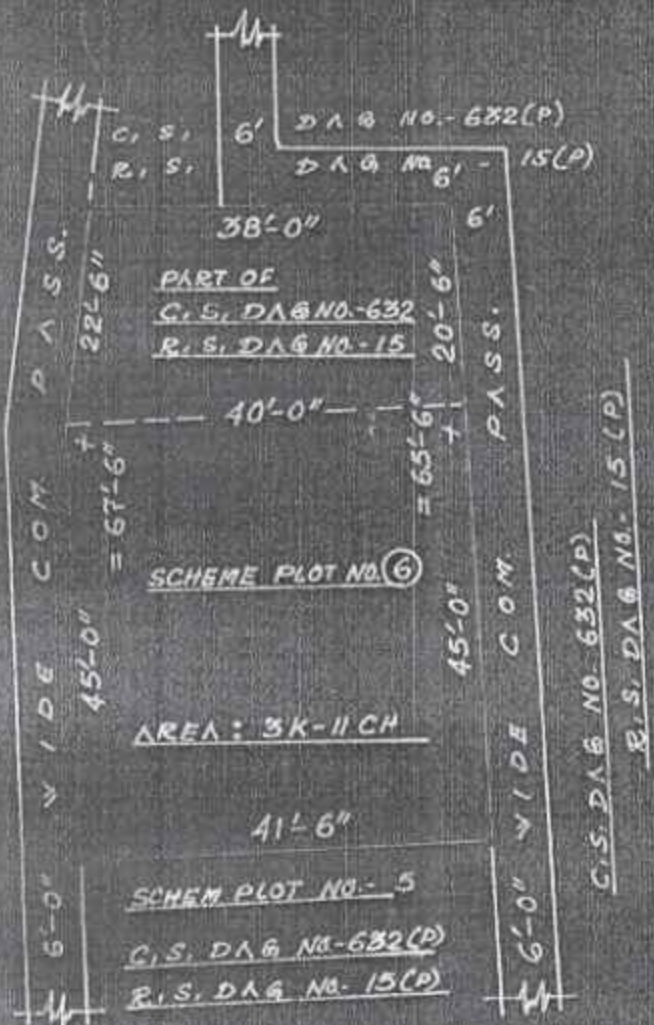 C, S, 6' DAG NO.- 632(P)
R, S, DAG NO. 6' - 15(P)
38'-0" 6'
PART OF
C. S, DAG NO.-632
R. S, DAG NO.- 15
22'-6"
+
45'-0"
= 67'-6"
20'-6"
+
45'-0"
= 65'-6"
40'-0"
SCHEME PLOT NO. 6
AREA : 3K-11 CH
41'-6"
SCHEM PLOT NO.- 5
C, S, DAG NO-632(P)
R, S, DAG NO. 15(P)
6'-0" VIDE COM. PASS.
6'-0" VIDE COM. PASS.
C, S. DAG NO. 632(P)
R, S, DAG NO.- 15(P)